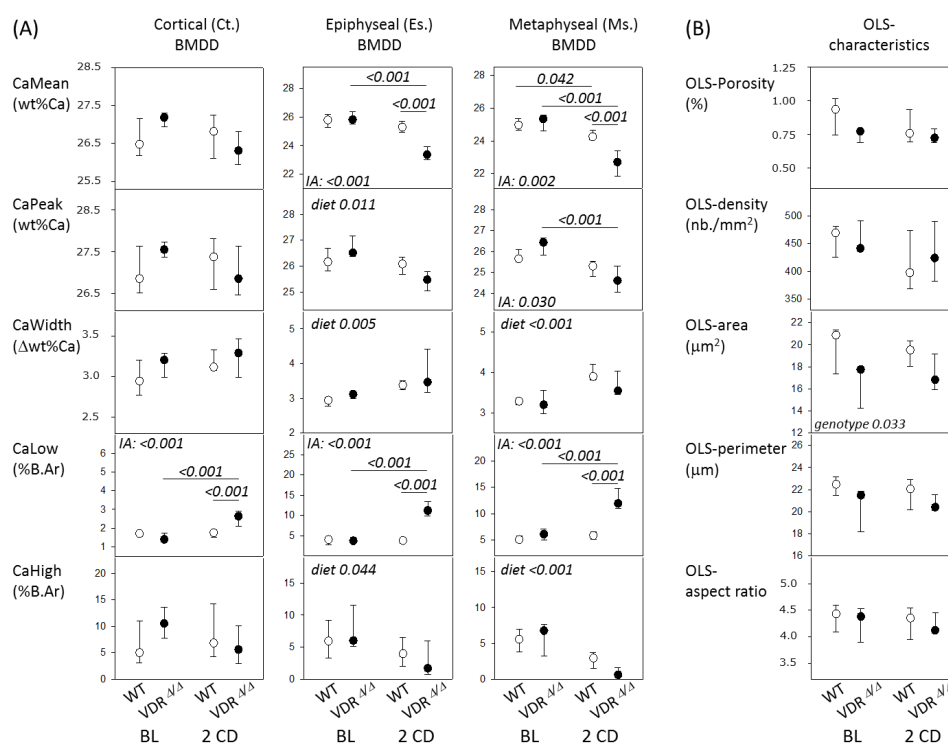 (A)
Cortical (Ct.)
BMDD
Epiphyseal (Es.)
BMDD
Metaphyseal (Ms.)
BMDD
CaMean
(wt%Ca)
28.5
27.5
26.5
25.5
28
26
24
22
<0.001
<0.001
IA: <0.001
28
26
24
22
0.042
<0.001
<0.001
IA: 0.002
CaPeak
(wt%Ca)
28.5
27.5
26.5
28
27
26
25
diet 0.011
28
27
26
25
24
<0.001
IA: 0.030
CaWidth
(Δwt%Ca)
3.5
3.0
2.5
5
4
3
2
diet 0.005
5
4
3
diet <0.001
CaLow
(%B.Ar)
6
5
4
3
2
1
IA: <0.001
<0.001
<0.001
25
20
15
10
5
0
IA: <0.001
<0.001
<0.001
20
15
10
5
IA: <0.001
<0.001
<0.001
CaHigh
(%B.Ar)
20
15
10
5
0
15
10
5
0
diet 0.044
15
10
5
0
diet <0.001
WT
VDR Δ/Δ
WT
VDR Δ/Δ
BL
2 CD
WT
VDR Δ/Δ
WT
VDR Δ/Δ
BL
2 CD
WT
VDR Δ/Δ
WT
VDR Δ/Δ
BL
2 CD
(B)
OLS-
characteristics
OLS-Porosity
(%)
1.25
1.00
0.75
0.50
OLS-density
(nb./mm²)
500
450
400
350
OLS-area
(μm²)
22
20
18
16
14
12
genotype 0.033
OLS-perimeter
(μm)
24
22
20
18
16
OLS-
aspect ratio
5.0
4.5
4.0
3.5
WT
VDR Δ/Δ
WT
VDR Δ/Δ
BL
2 CD